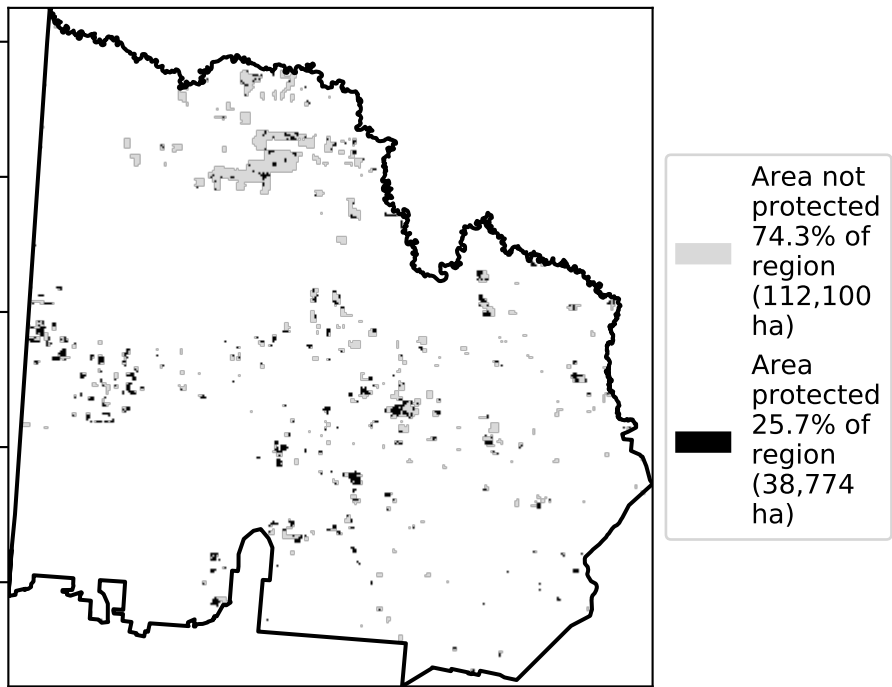 Area not
protected
74.3% of
region
(112,100
ha)
Area
protected
25.7% of
region
(38,774
ha)